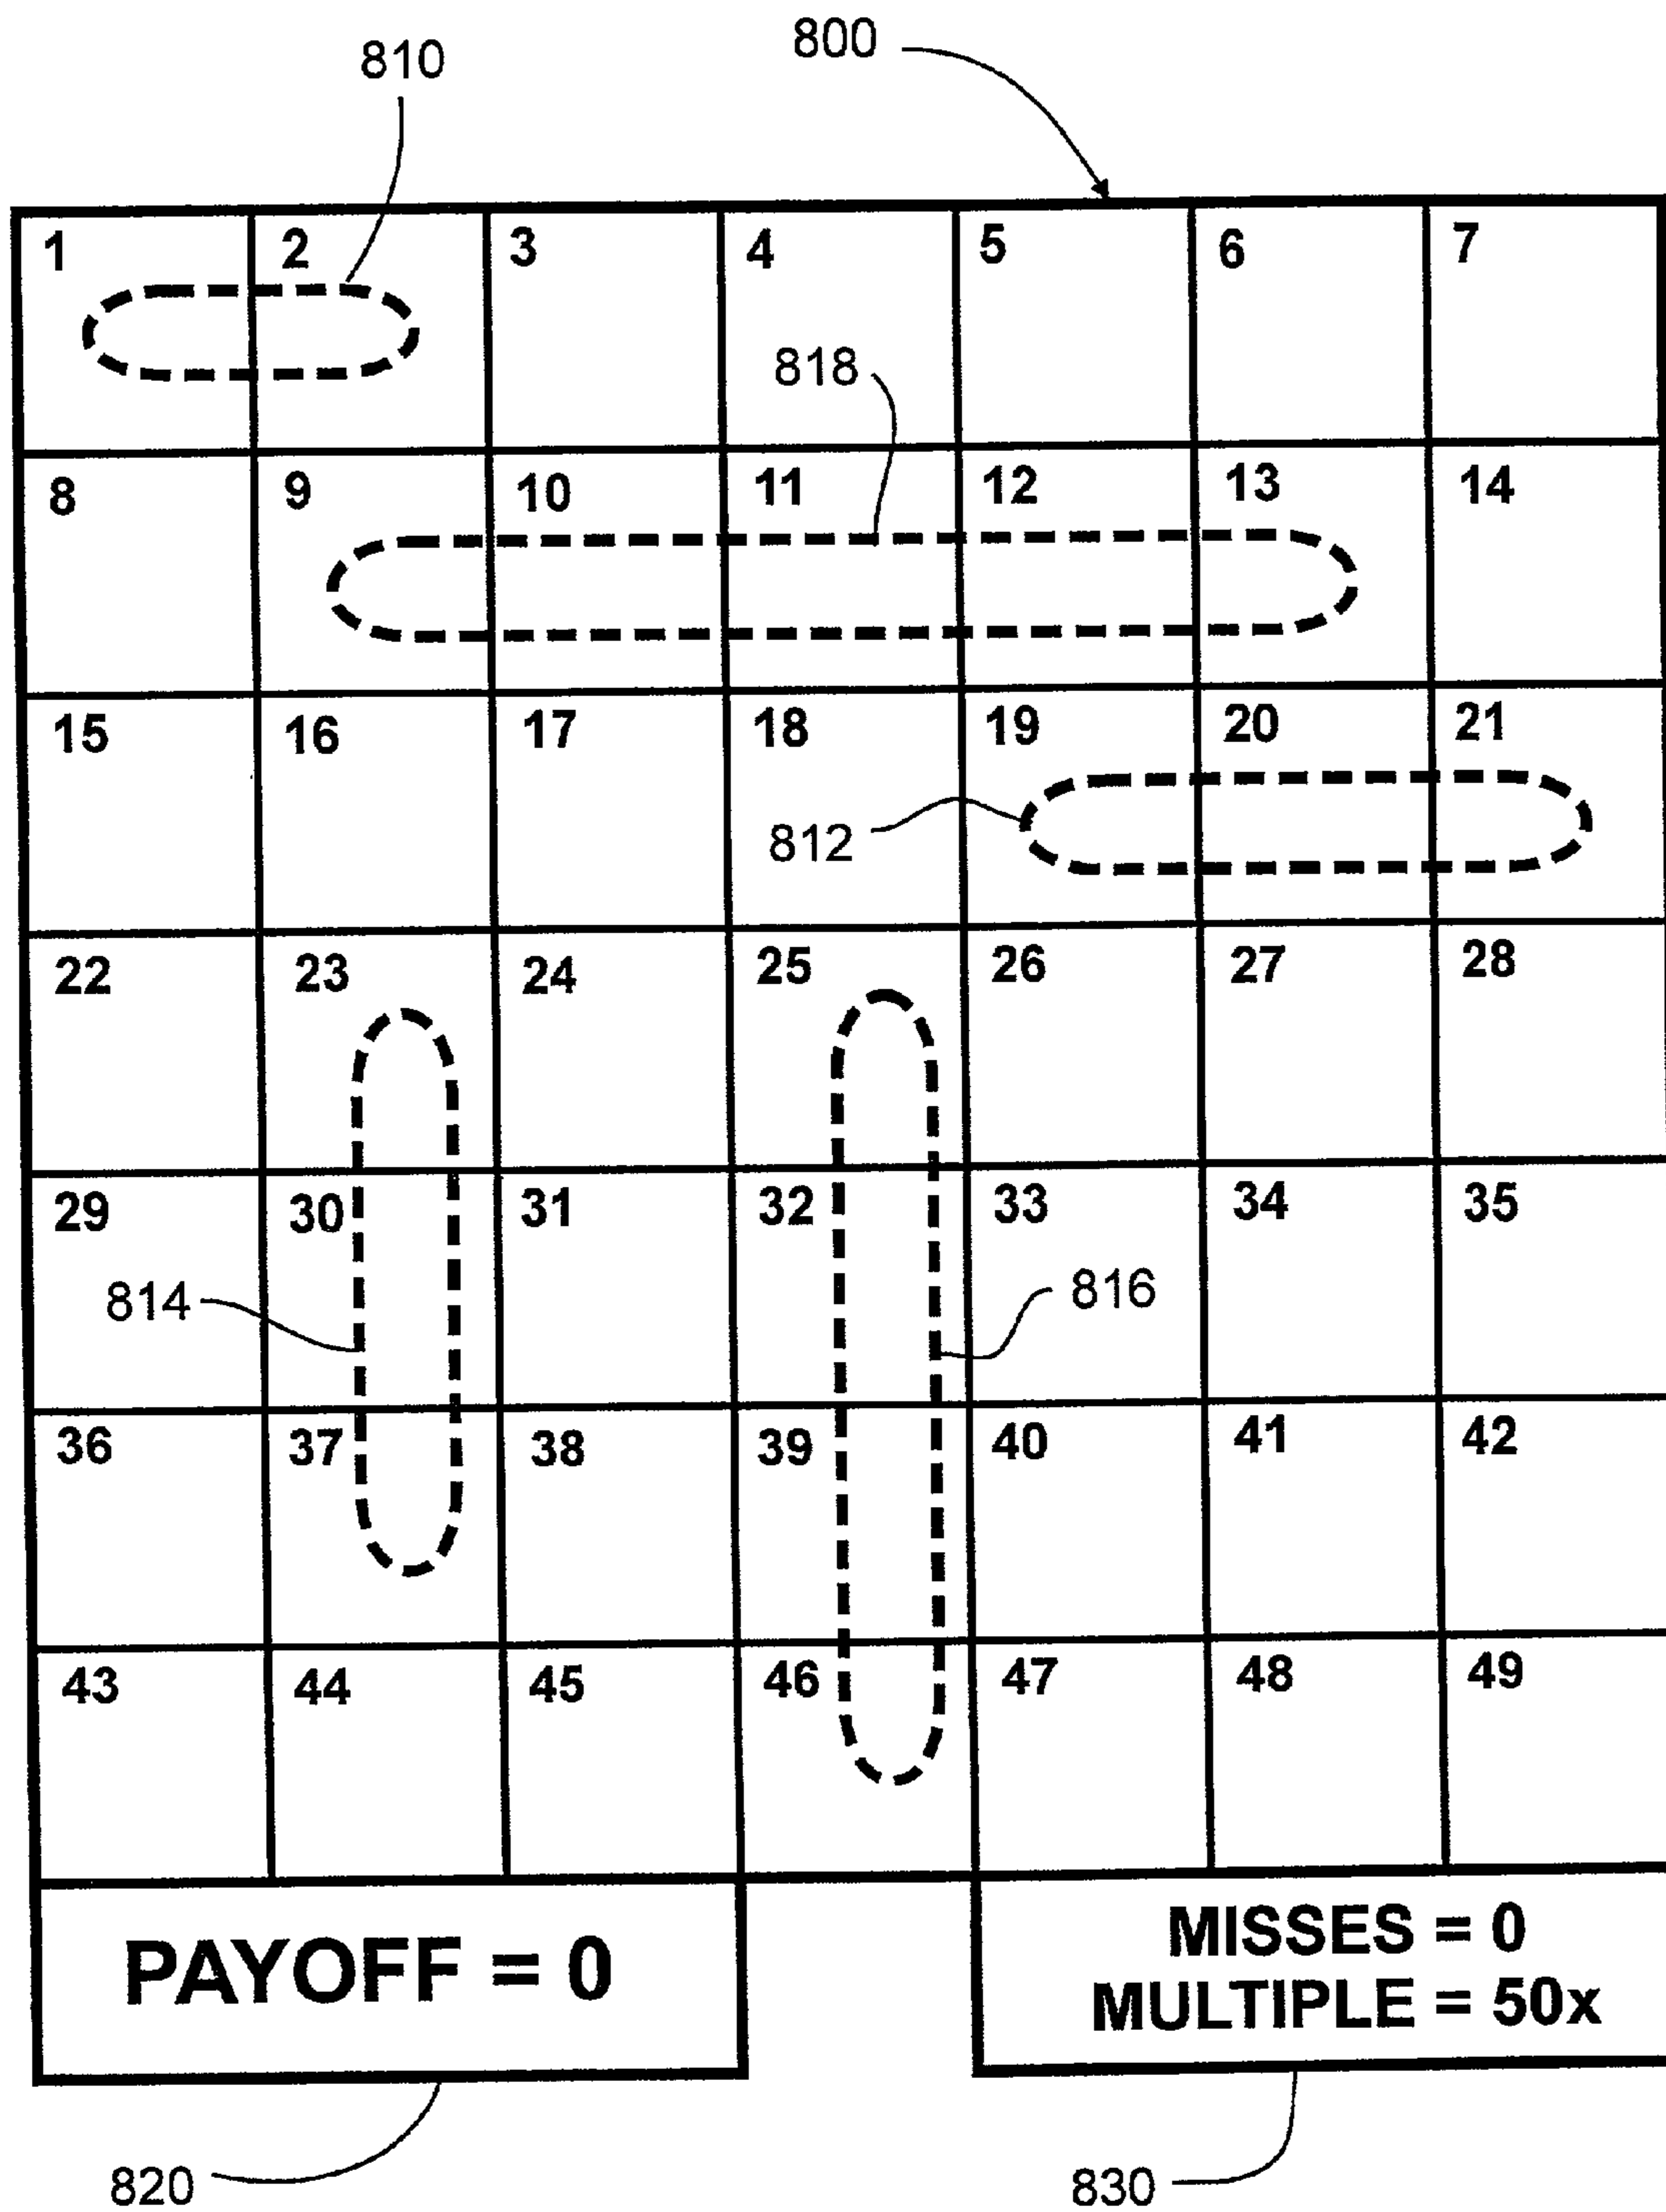 810 800
1 2 3 4 5 6 7
818
8 9 10 11 12 13 14
15 16 17 18 19 20 21
812
22 23 24 25 26 27 28
29 30 31 32 33 34 35
814 816
36 37 38 39 40 41 42
43 44 45 46 47 48 49
PAYOFF = 0
MISSES = 0
MULTIPLE = 50x
820 830